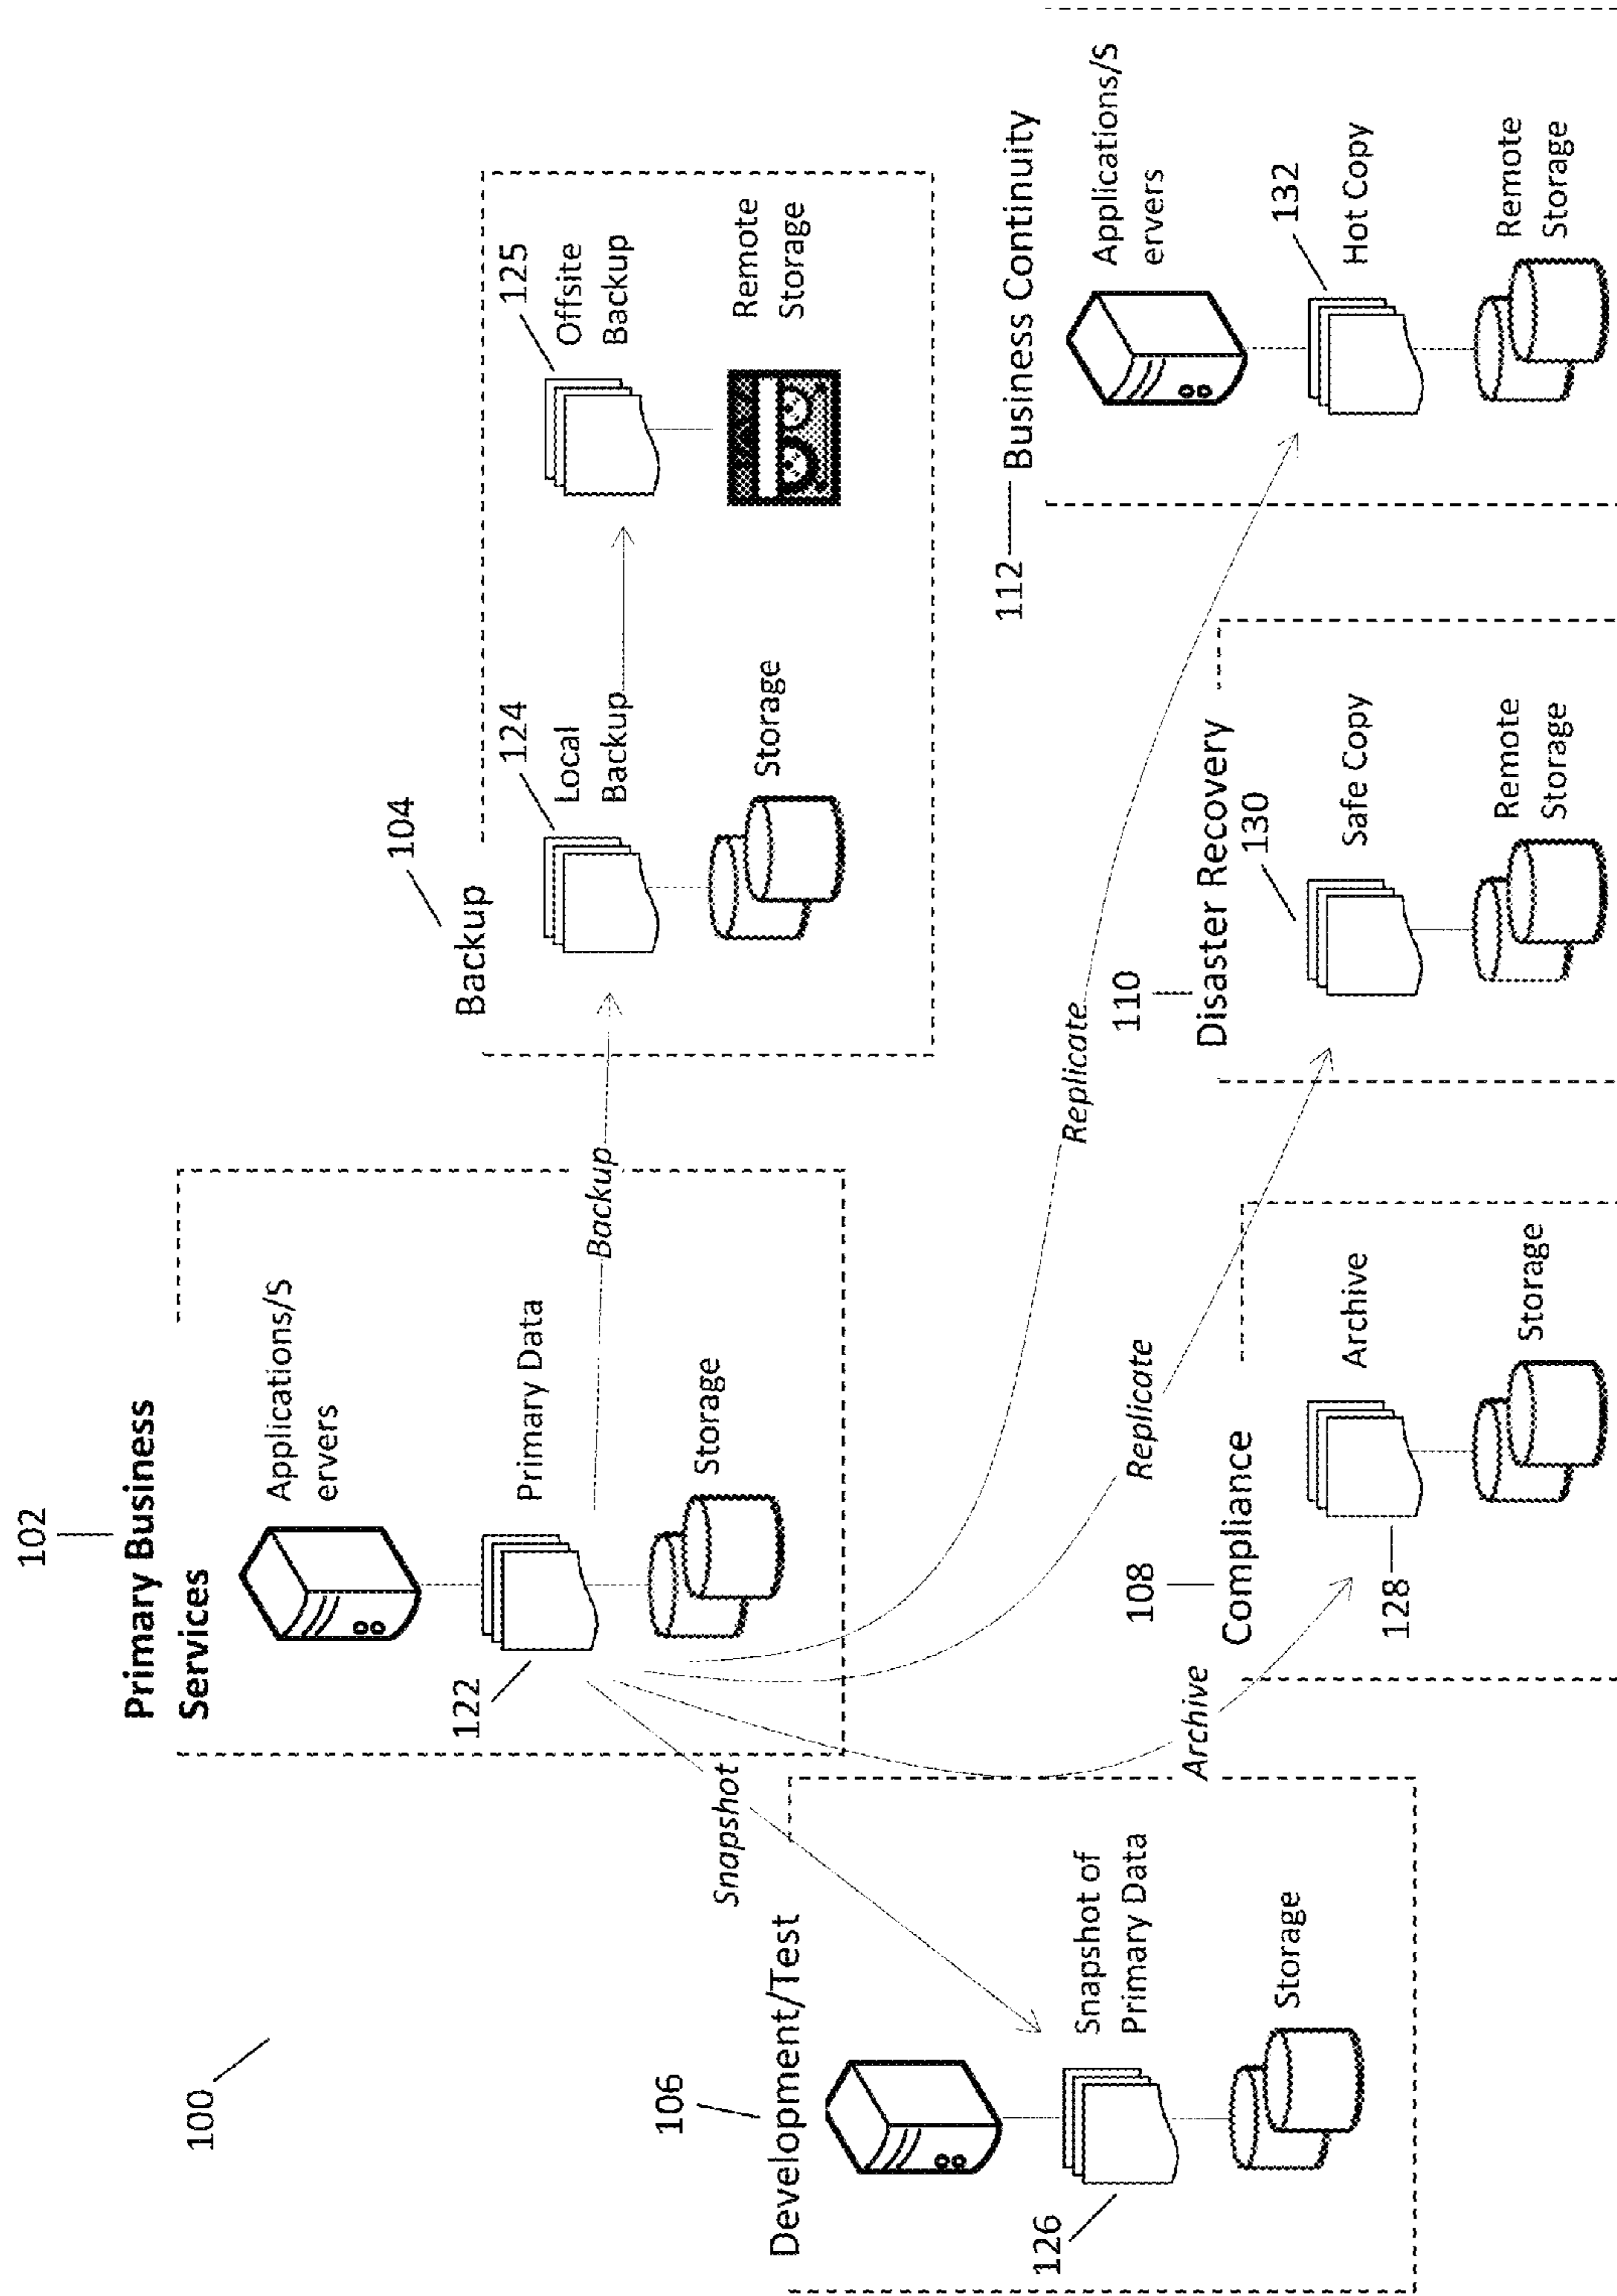 100
102
Primary Business
Services
Applications/S
ervers
122
Primary Data
Storage
Backup
104
Backup
124
Local
Backup
Storage
125
Offsite
Backup
Remote
Storage
Snapshot
106
Development/Test
126
Snapshot of
Primary Data
Storage
Archive
108
Compliance
128
Archive
Storage
Replicate
110
Disaster Recovery
130
Safe Copy
Remote
Storage
Replicate
112
Business Continuity
Applications/S
ervers
132
Hot Copy
Remote
Storage